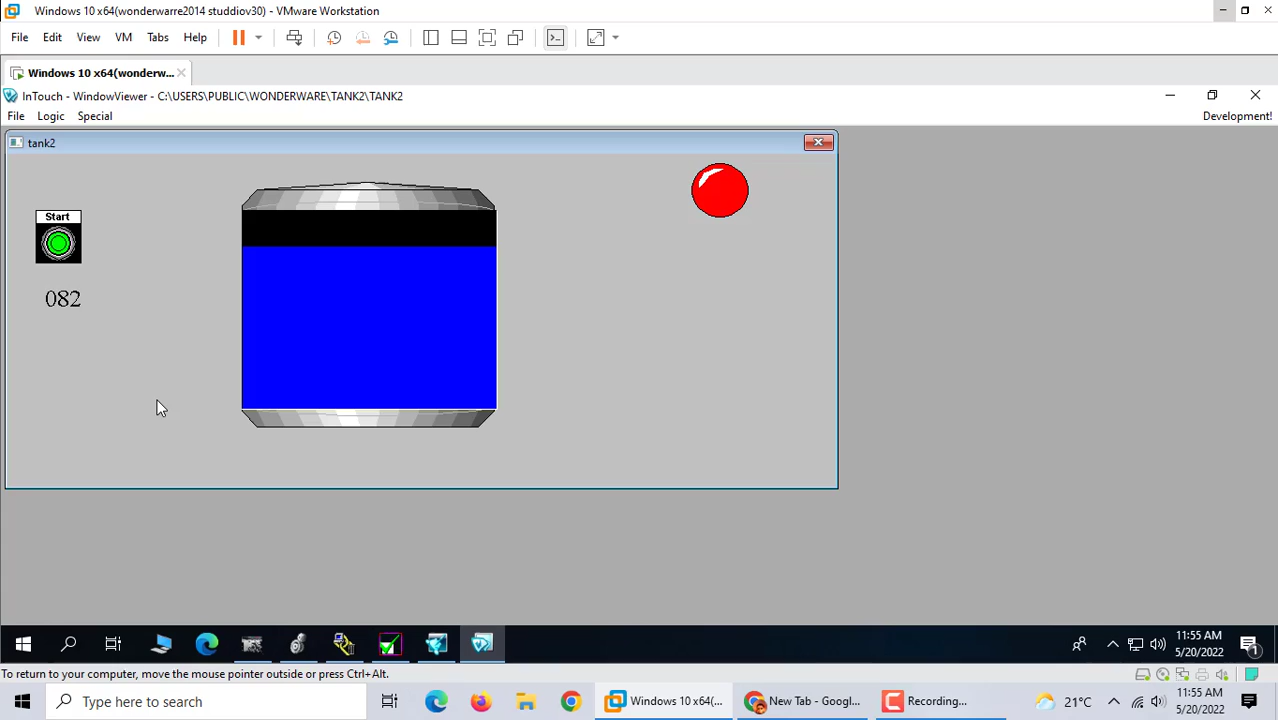 Windows 10 x64(wonderwarre2014 studdiov30) - VMware Workstation
File Edit View VM Tabs Help
Windows 10 x64(wonderw...
InTouch - WindowViewer - C:\USERS\PUBLIC\WONDERWARE\TANK2\TANK2
File Logic Special Development!
tank2
Start
082
11:55 AM
5/20/2022
1
To return to your computer, move the mouse pointer outside or press Ctrl+Alt.
Type here to search
Windows 10 x64(...
New Tab - Googl...
Recording...
21°C
11:55 AM
5/20/2022